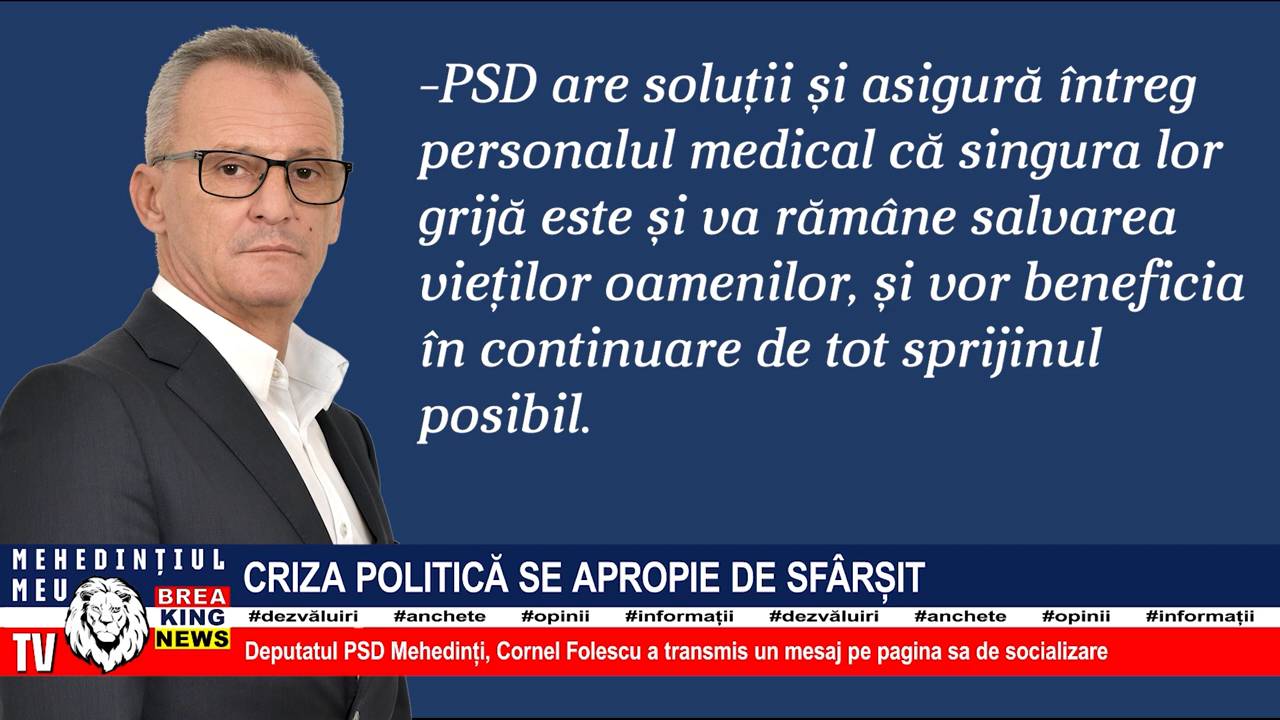 -PSD are soluții și asigură întreg
personalul medical că singura lor
grijă este și va rămâne salvarea
vieților oamenilor, și vor beneficia
în continuare de tot sprijinul
posibil.
MEHEDINȚIUL
MEU
TV
BREA
KING
NEWS
CRIZA POLITICĂ SE APROPIE DE SFÂRȘIT
#dezvăluiri #anchete #opinii #informații #dezvăluiri #anchete #opinii #informații
Deputatul PSD Mehedinți, Cornel Folescu a transmis un mesaj pe pagina sa de socializare